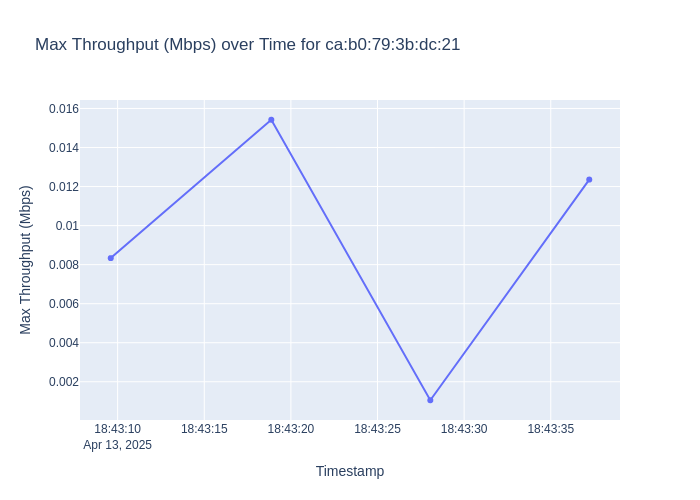 Max Throughput (Mbps) over Time for ca:b0:79:3b:dc:21
Max Throughput (Mbps)
0.016
0.014
0.012
0.01
0.008
0.006
0.004
0.002
18:43:10 18:43:15 18:43:20 18:43:25 18:43:30 18:43:35
Apr 13, 2025
Timestamp